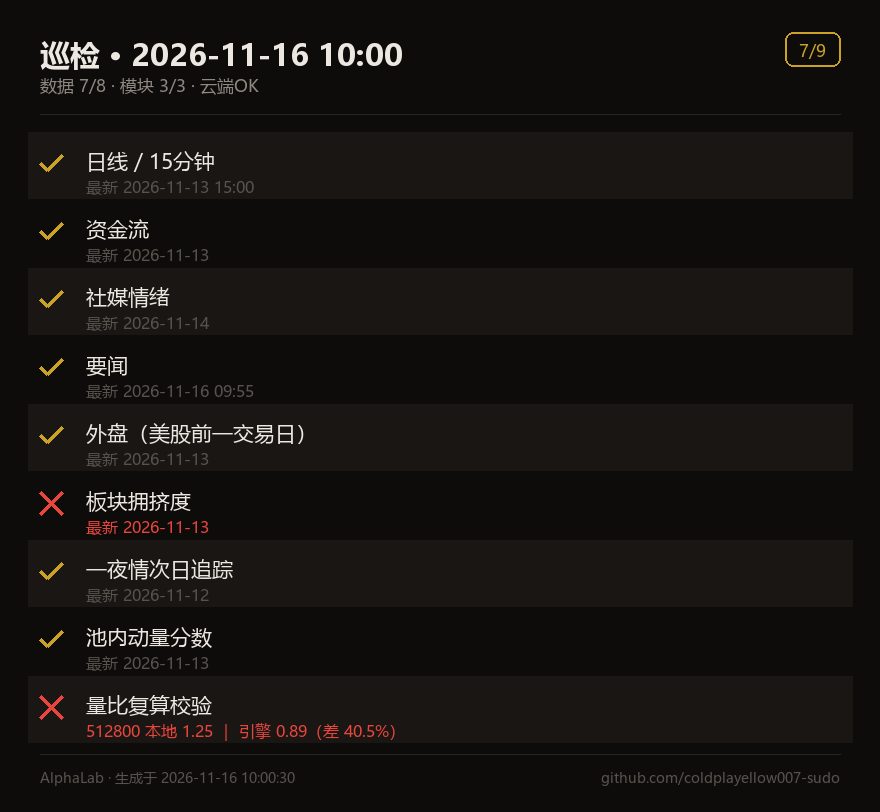 巡检 • 2026-11-16 10:00
7/9
数据 7/8 · 模块 3/3 · 云端OK
日线 / 15分钟
最新 2026-11-13 15:00
资金流
最新 2026-11-13
社媒情绪
最新 2026-11-14
要闻
最新 2026-11-16 09:55
外盘（美股前一交易日）
最新 2026-11-13
板块拥挤度
最新 2026-11-13
一夜情次日追踪
最新 2026-11-12
池内动量分数
最新 2026-11-13
量比复算校验
512800 本地 1.25 ｜ 引擎 0.89（差 40.5%）
AlphaLab · 生成于 2026-11-16 10:00:30
github.com/coldplayellow007-sudo